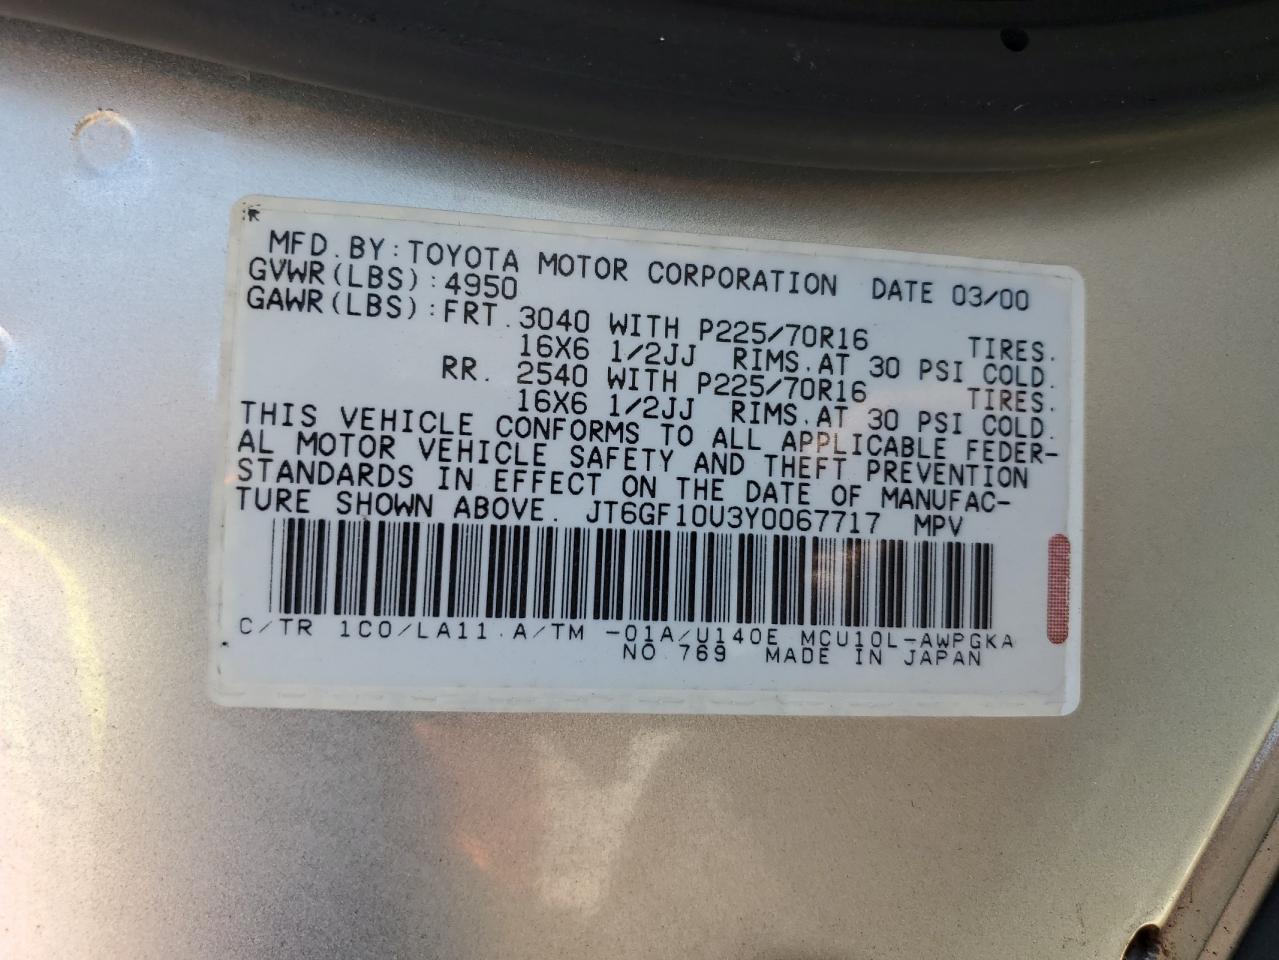 MFD. BY: TOYOTA MOTOR CORPORATION DATE 03/00
GVWR(LBS): 4950
GAWR(LBS): FRT. 3040 WITH P225/70R16 TIRES.
16X6 1/2JJ RIMS. AT 30 PSI COLD.
RR. 2540 WITH P225/70R16 TIRES.
16X6 1/2JJ RIMS. AT 30 PSI COLD.
THIS VEHICLE CONFORMS TO ALL APPLICABLE FEDER-
AL MOTOR VEHICLE SAFETY AND THEFT PREVENTION
STANDARDS IN EFFECT ON THE DATE OF MANUFAC-
TURE SHOWN ABOVE. JT6GF10U3Y0067717 MPV
C/TR 1C0/LA11 A/TM -01A/U140E MCU10L-AWPGKA
NO. 769 MADE IN JAPAN